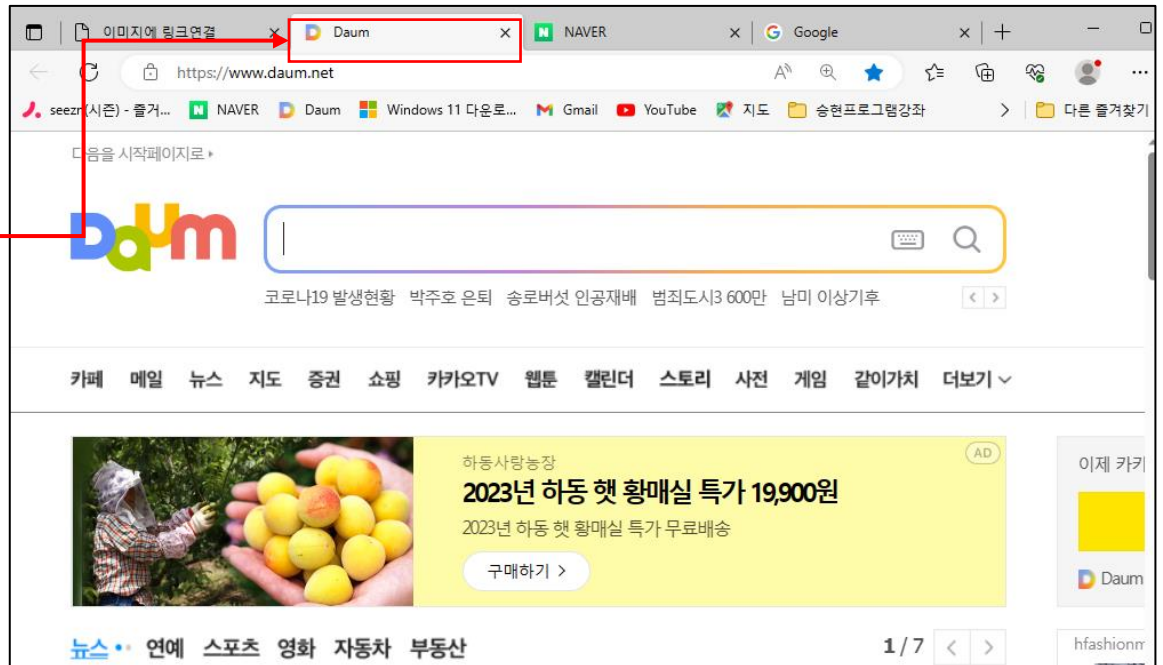 이미지에 링크연결
Daum
NAVER
Google
https://www.daum.net
seezn(시즌) - 즐거...
NAVER
Daum
Windows 11 다운로...
Gmail
YouTube
지도
승현프로그램강좌
다른 즐겨찾기
다음을 시작페이지로
Daum
코로나19 발생현황 박주호 은퇴 송로버섯 인공재배 범죄도시3 600만 남미 이상기후
카페 메일 뉴스 지도 증권 쇼핑 카카오TV 웹툰 캘린더 스토리 사전 게임 같이가치 더보기
하동사랑농장
AD
2023년 하동 햇 황매실 특가 19,900원
2023년 하동 햇 황매실 특가 무료배송
구매하기 >
이제 카카
Daum
뉴스 연예 스포츠 영화 자동차 부동산
1 / 7
hfashionm